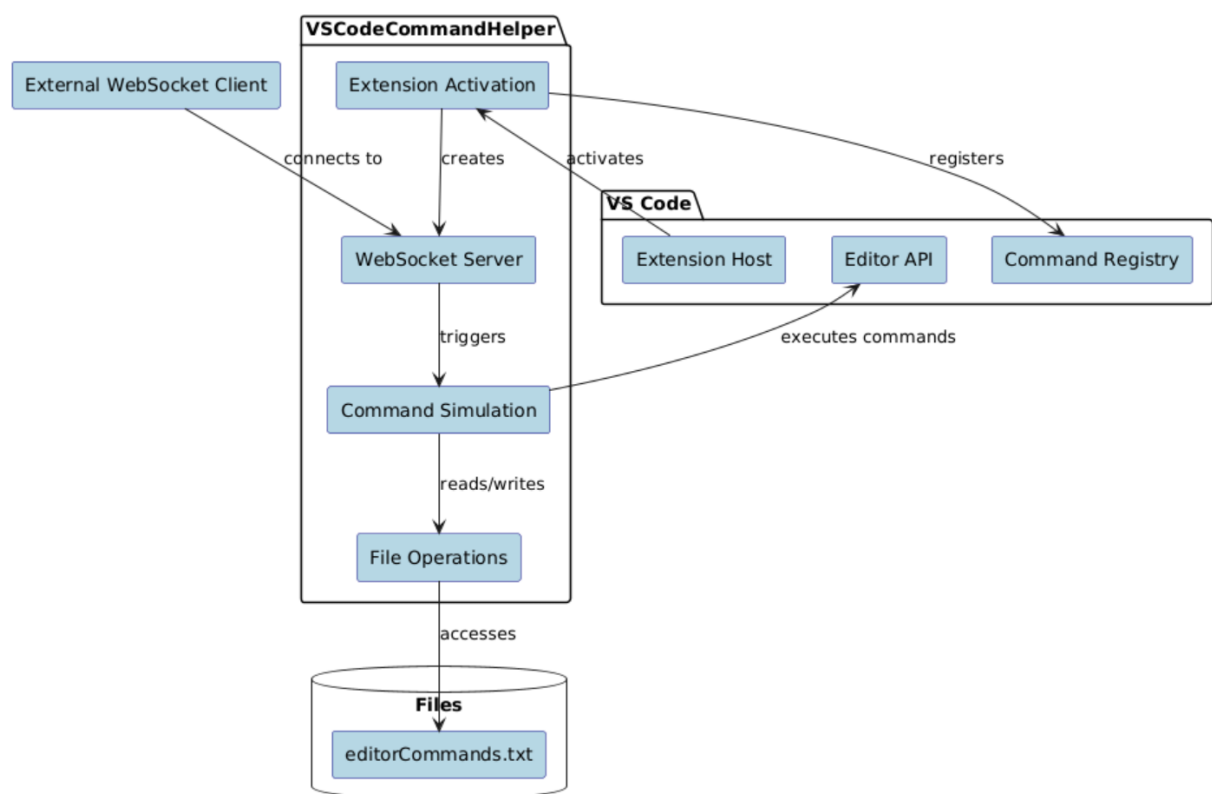 VSCodeCommandHelper
External WebSocket Client
Extension Activation
connects to
creates
activates
registers
VS Code
WebSocket Server
Extension Host
Editor API
Command Registry
triggers
executes commands
Command Simulation
reads/writes
File Operations
accesses
Files
editorCommands.txt